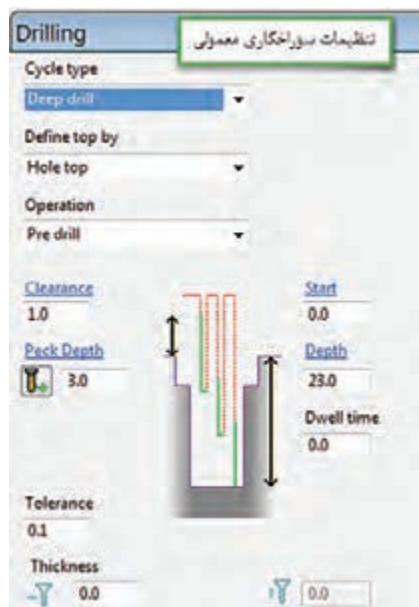 Drilling
تنظیمات سوراخکاری معمولی
Cycle type
Deep drill
Define top by
Hole top
Operation
Pre drill
Clearance
1.0
Start
0.0
Peck Depth
3.0
Depth
23.0
Dwell time
0.0
Tolerance
0.1
Thickness
0.0
0.0